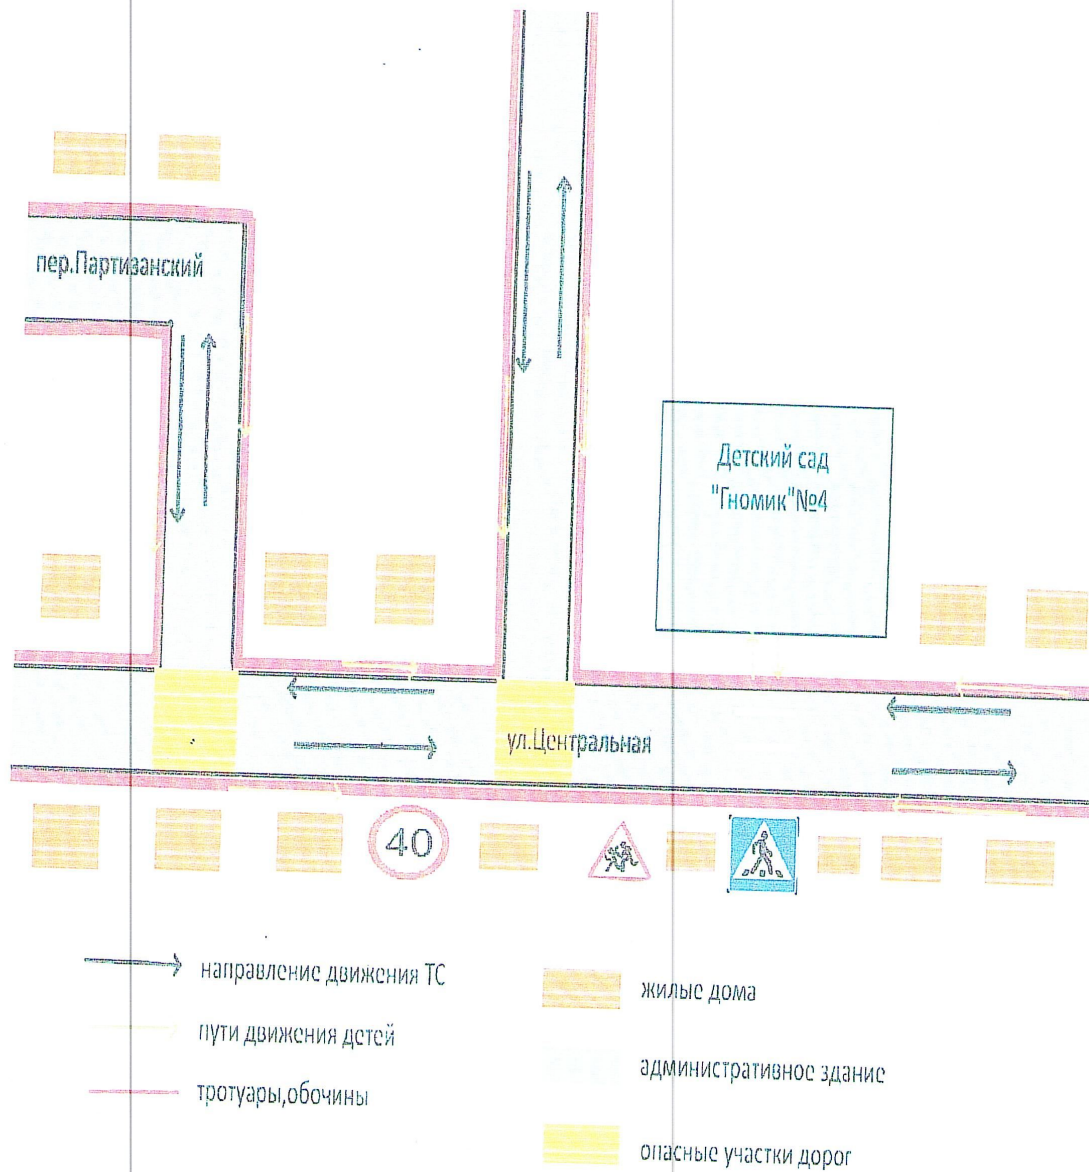 пер.Партизанский
Детский сад
"Гномик"№4
ул.Центральная
40
направление движения ТС
пути движения детей
тротуары,обочины
жилые дома
административное здание
опасные участки дорог